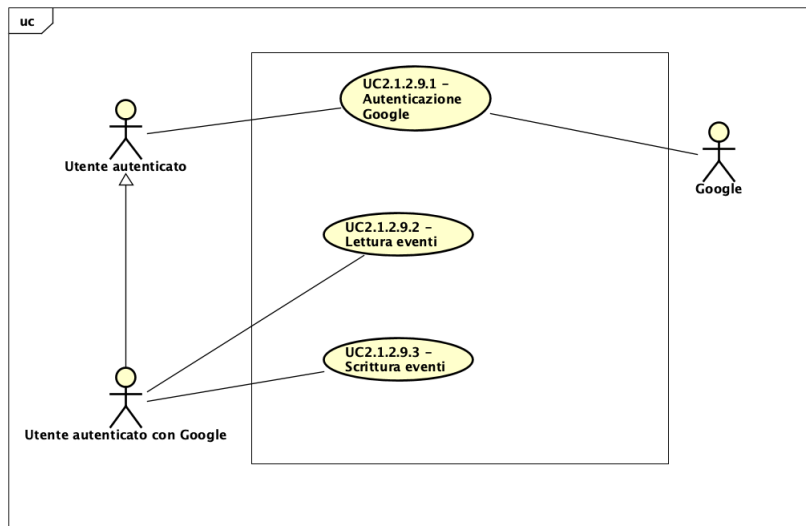 uc
UC2.1.2.9.1 –
Autenticazione
Google
Utente autenticato
Google
UC2.1.2.9.2 –
Lettura eventi
UC2.1.2.9.3 –
Scrittura eventi
Utente autenticato con Google